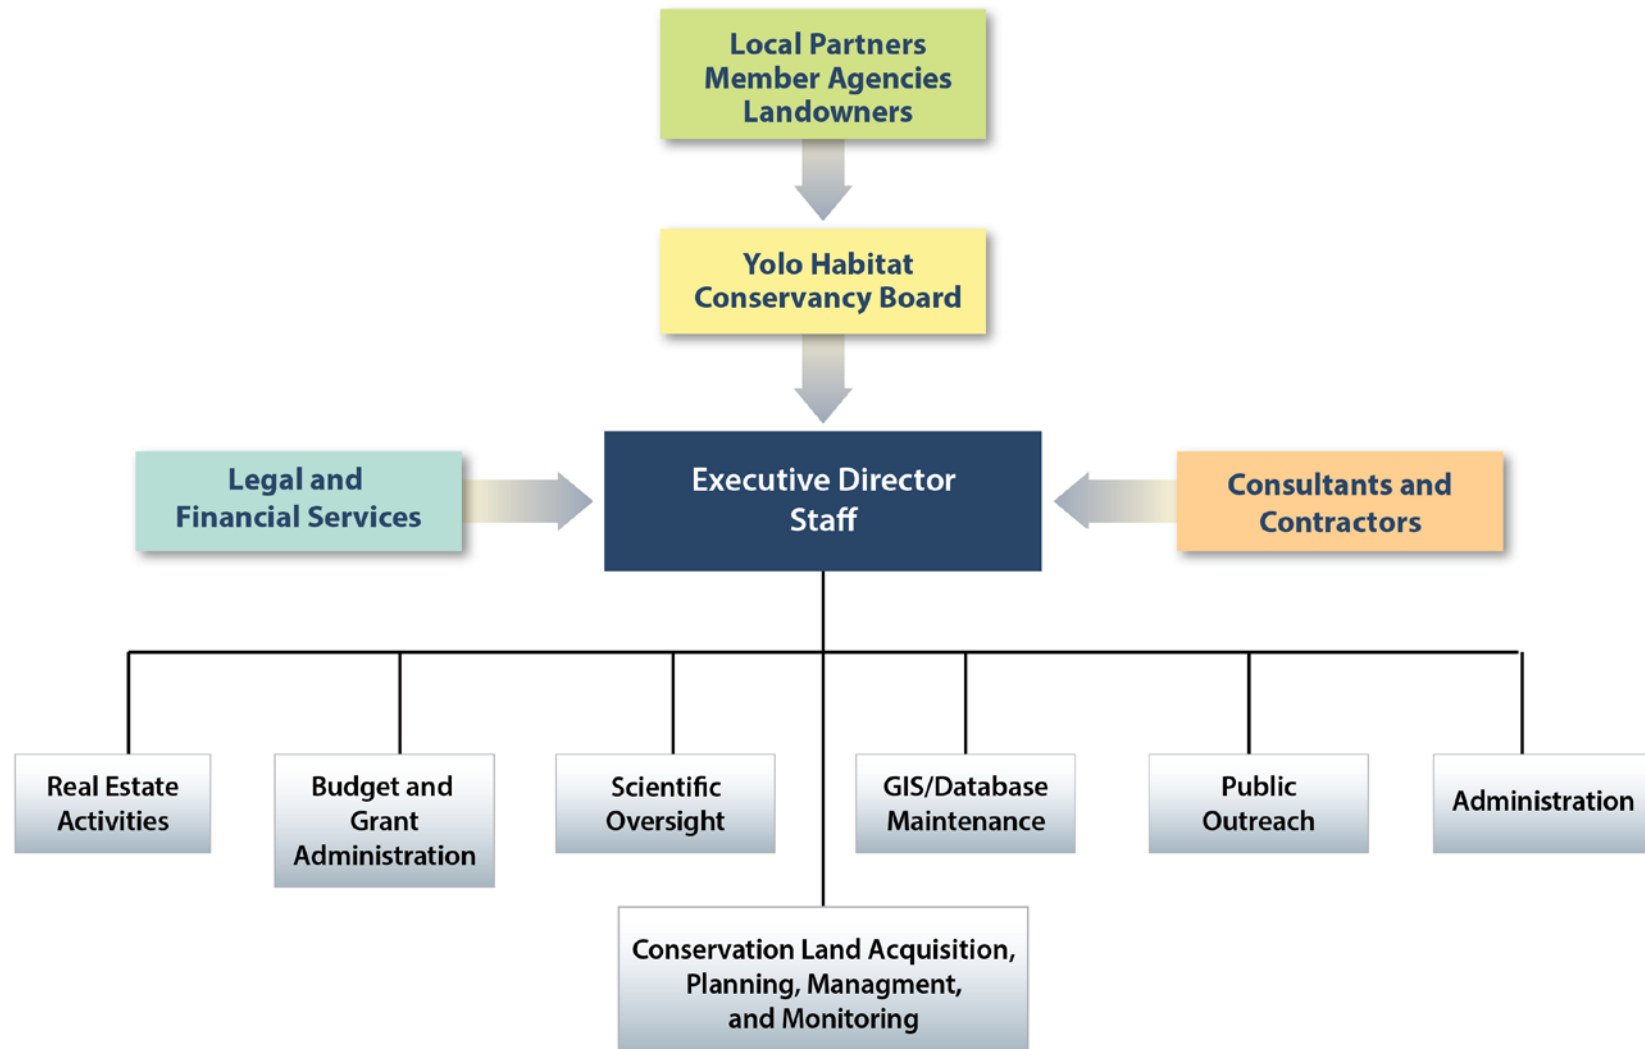 Local Partners
Member Agencies
Landowners
Yolo Habitat
Conservancy Board
Legal and
Financial Services
Executive Director
Staff
Consultants and
Contractors
Real Estate
Activities
Budget and
Grant
Administration
Scientific
Oversight
GIS/Database
Maintenance
Public
Outreach
Administration
Conservation Land Acquisition,
Planning, Managment,
and Monitoring